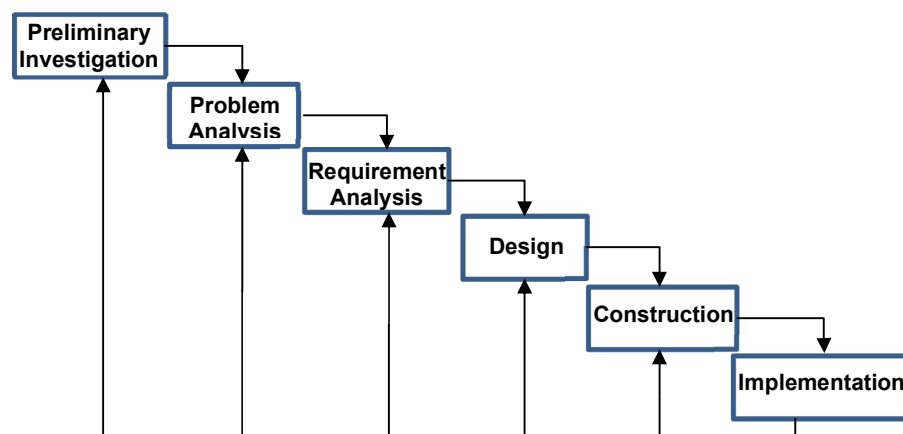 Preliminary
Investigation
Problem
Analysis
Requirement
Analysis
Design
Construction
Implementation